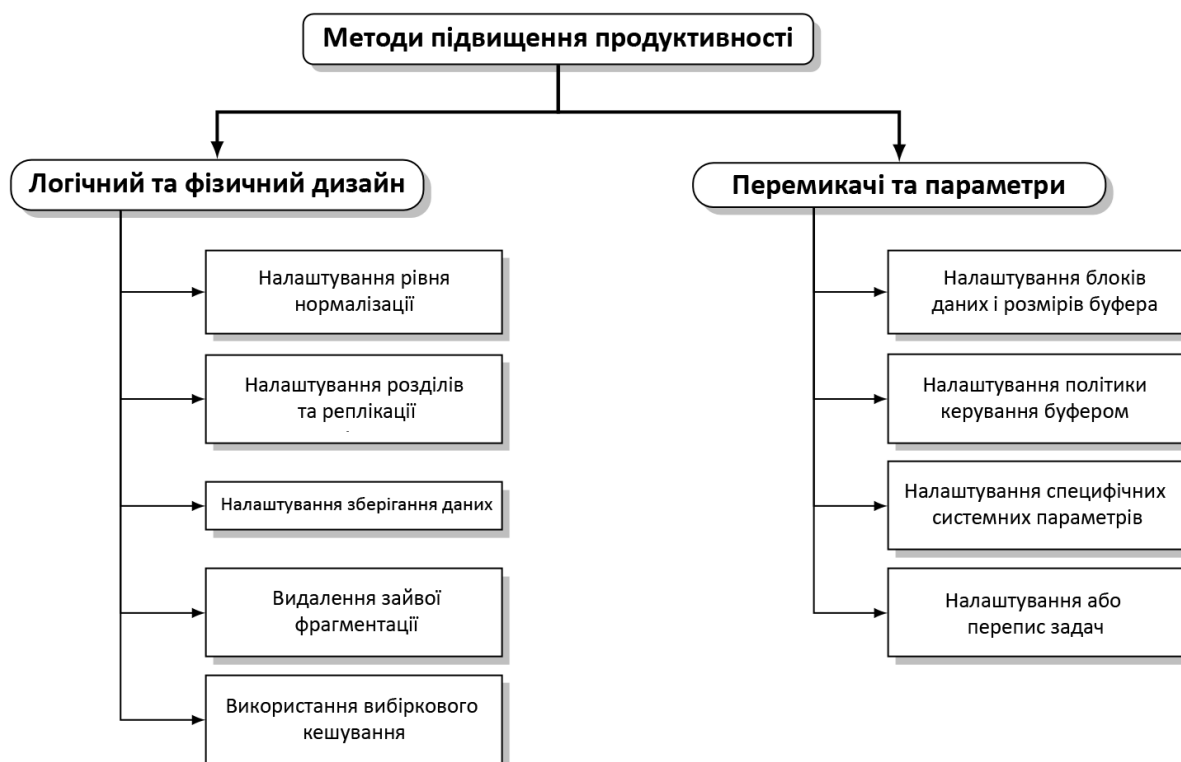 Методи підвищення продуктивності
Логічний та фізичний дизайн
Налаштування рівня
нормалізації
Налаштування розділів
та реплікації
Налаштування зберігання даних
Видалення зайвої
фрагментації
Використання вибіркового
кешування
Перемикачі та параметри
Налаштування блоків
даних і розмірів буфера
Налаштування політики
керування буфером
Налаштування специфічних
системних параметрів
Налаштування або
перепис задач